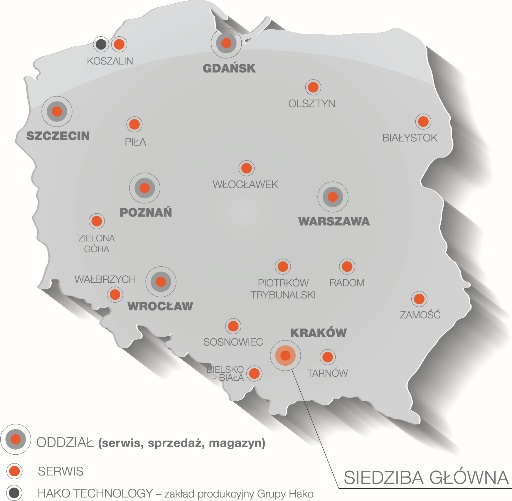 KOSZALIN
GDAŃSK
OLSZTYN
SZCZECIN
PIŁA
BIAŁYSTOK
WŁOCŁAWEK
POZNAŃ
WARSZAWA
ZIELONA
GÓRA
WAŁBRZYCH
WROCŁAW
PIOTRKÓW
TRYBUNALSKI
RADOM
ZAMOŚĆ
SOSNOWIEC
KRAKÓW
BIELSKO
- BIAŁA
TARNÓW
ODDZIAŁ (serwis, sprzedaż, magazyn)
SERWIS
SIEDZIBA GŁÓWNA
HAKO TECHNOLOGY – zakład produkcyjny Grupy Hako